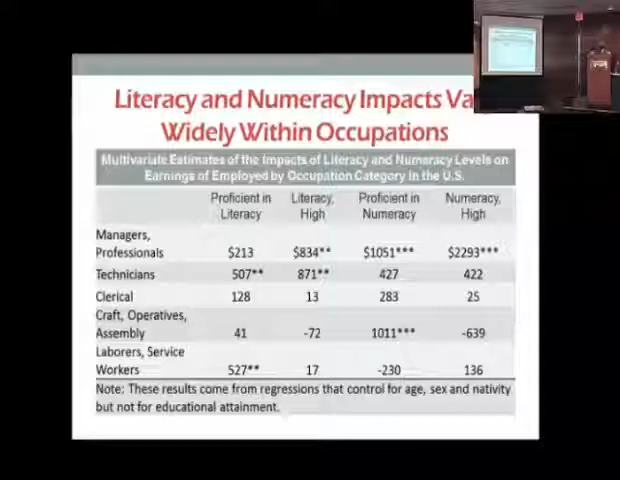 Literacy and Numeracy Impacts
Widely Within Occupations
Multivariate Estimates of the Impacts of Literacy and Numeracy Levels on
Earnings of Employed by Occupation Category in the U.S.
Proficient in Literacy, Proficient in Numeracy,
Literacy High Numeracy High
Managers,
Professionals $213 $834** $1051*** $2293***
Technicians 507** 871** 427 422
Clerical 128 13 283 25
Craft, Operatives,
Assembly 41 -72 1011*** -639
Laborers, Service
Workers 527** 17 -230 136
Note: These results come from regressions that control for age, sex and nativity
but not for educational attainment.